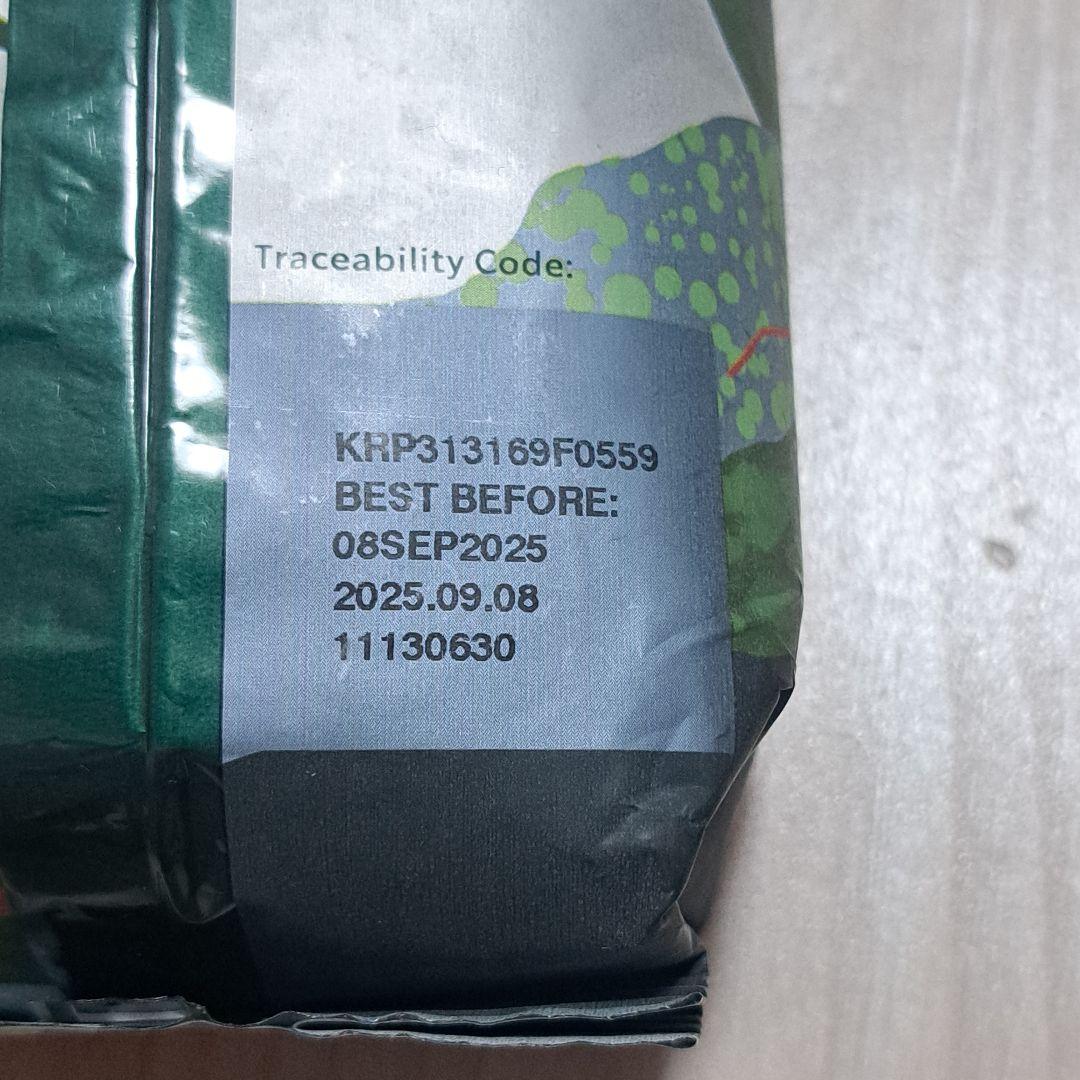 Traceability Code:
KRP313169F0559
BEST BEFORE:
08SEP2025
2025.09.08
11130630